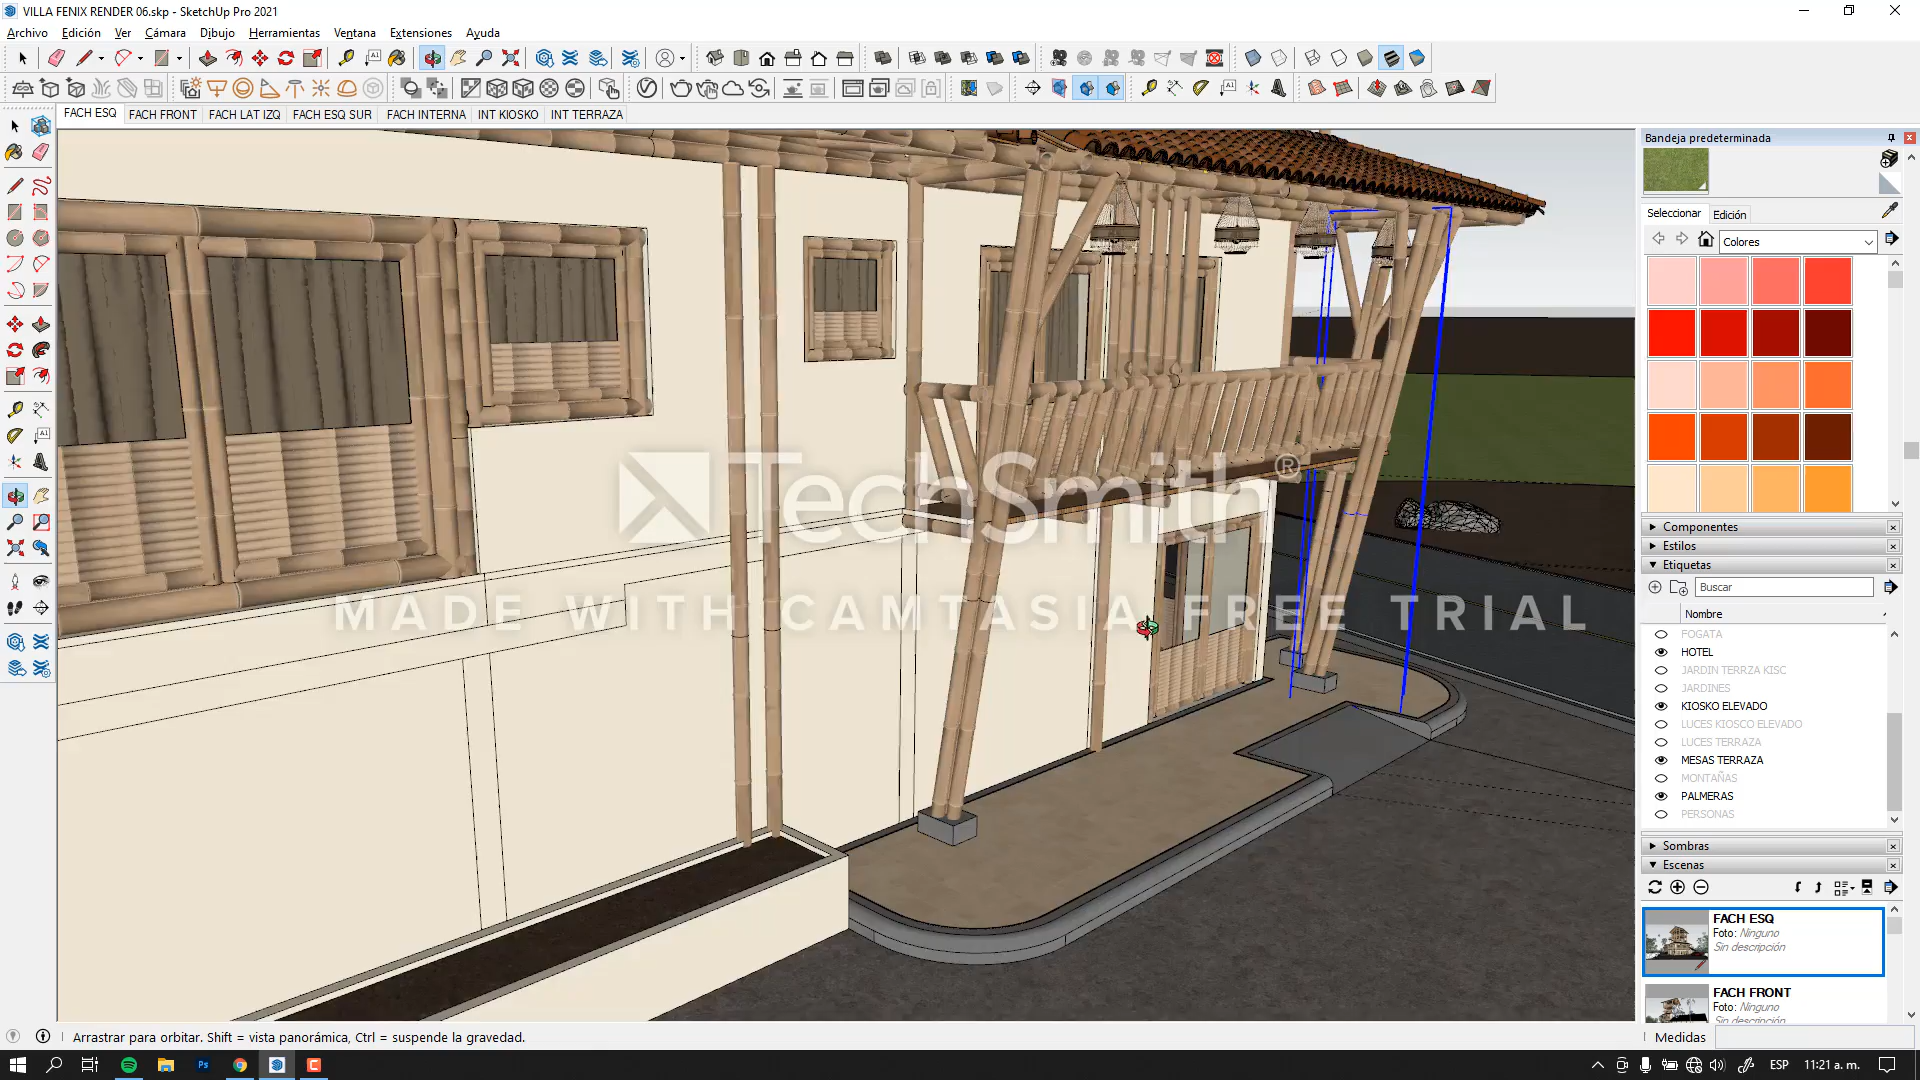 VILLA FENIX RENDER 06.skp - SketchUp Pro 2021
Archivo Edición Ver Cámara Dibujo Herramientas Ventana Extensiones Ayuda
FACH ESQ FACH FRONT FACH LAT IZQ FACH ESQ SUR FACH INTERNA INT KIOSKO INT TERRAZA
Bandeja predeterminada
Seleccionar Edición
Colores
TechSmith®
MADE WITH CAMTASIA FREE TRIAL
Componentes
Estilos
Etiquetas
Buscar
Nombre
FOGATA
HOTEL
JARDIN TERRZA KISC
JARDINES
KIOSKO ELEVADO
LUCES KIOSCO ELEVADO
LUCES TERRAZA
MESAS TERRAZA
MONTAÑAS
PALMERAS
PERSONAS
Sombras
Escenas
FACH ESQ
Foto: Ninguno
Sin descripción
FACH FRONT
Foto: Ninguno
Sin descripción
Arrastrar para orbitar. Shift = vista panorámica, Ctrl = suspende la gravedad.
Medidas
Ps
ESP 11:21 a. m.